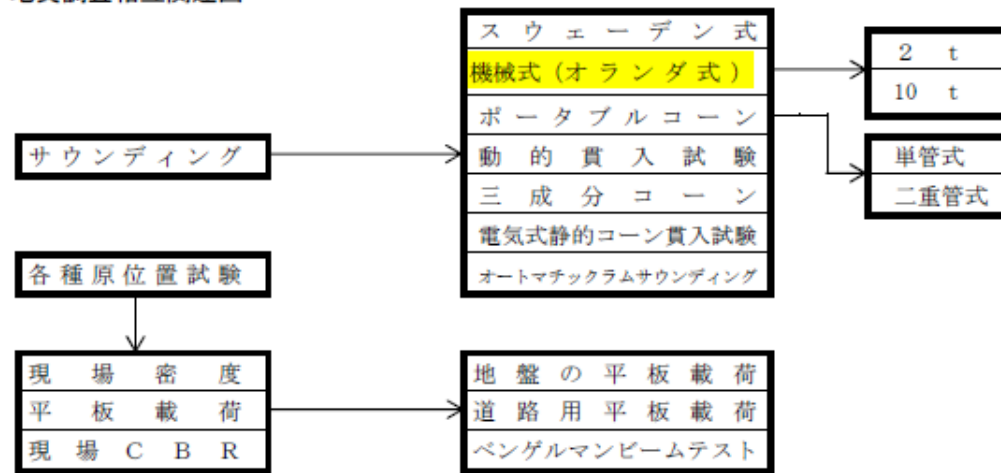 スウェーデン式
機械式(オランダ式)
ポータブルコーン
動的貫入試験
三成分コーン
電気式静的コーン貫入試験
オートマチックラムサウンディング
2 t
10 t
単管式
二重管式
サウンディング
各種原位置試験
現場密度
平板載荷
現場CBR
地盤の平板載荷
道路用平板載荷
ベンゲルマンビームテスト